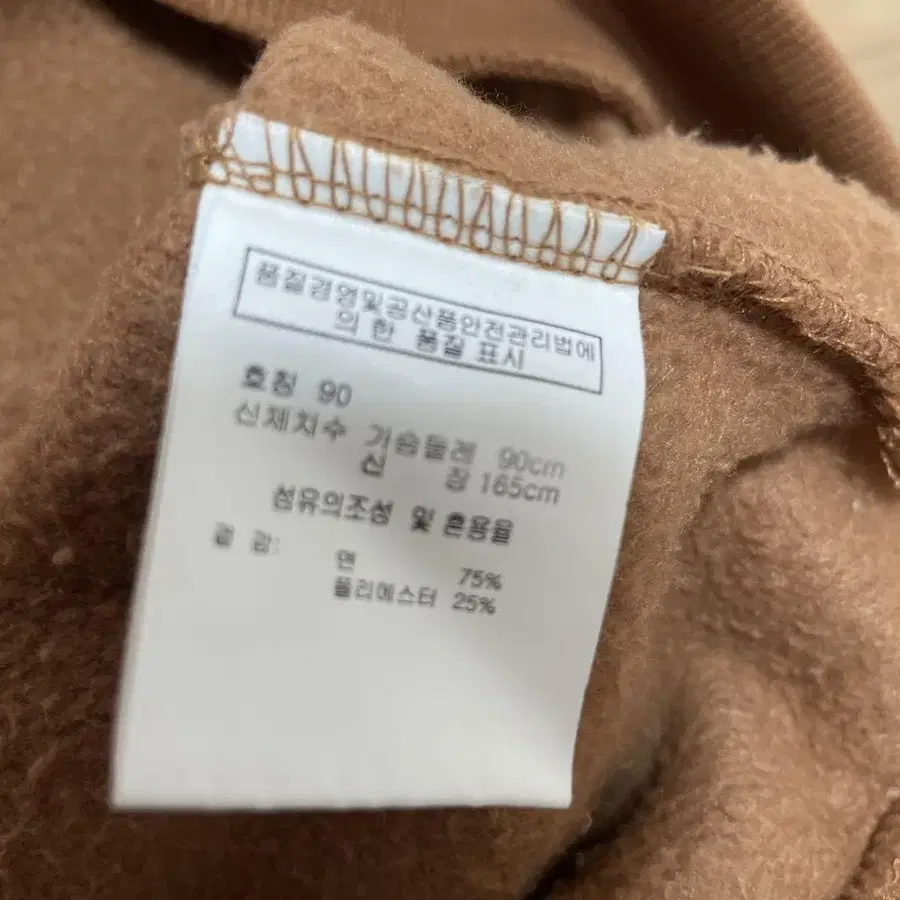 품질경영및공산품안전관리법에
의 한 품질 표시
호칭 90
신체치수 가슴둘레 90cm
신 장 165cm
섬유의조성 및 혼용율
겉 감: 면 75%
폴리에스터 25%